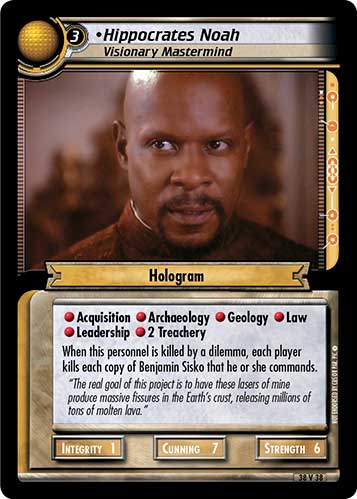 3
•Hippocrates Noah
Visionary Mastermind
Hologram
Acquisition Archaeology Geology Law
Leadership 2 Treachery
When this personnel is killed by a dilemma, each player
kills each copy of Benjamin Sisko that he or she commands.
"The real goal of this project is to have these lasers of mine
produce massive fissures in the Earth's crust, releasing millions of
tons of molten lava."
INTEGRITY 1 CUNNING 7 STRENGTH 6
38 V 38